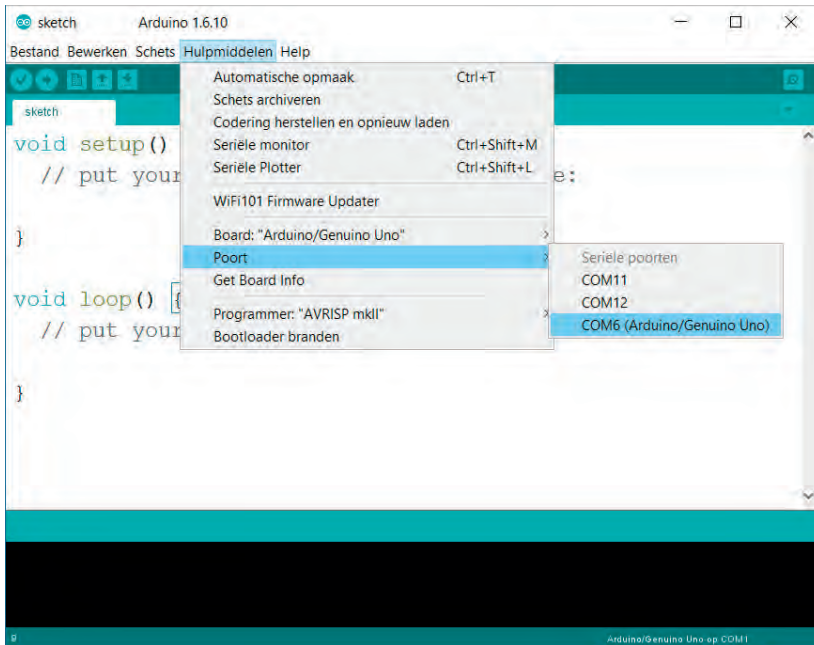 sketch Arduino 1.6.10
Bestand Bewerken Schets Hulpmiddelen Help
Automatische opmaak Ctrl+T
Schets archiveren
sketch
Codering herstellen en opnieuw laden
void setup()
Seriële monitor Ctrl+Shift+M
// put your
Seriële Plotter Ctrl+Shift+L
e:
WiFi101 Firmware Updater
}
Board: "Arduino/Genuino Uno"
Poort
Seriële poorten
Get Board Info
COM11
void loop() {
COM12
Programmer: "AVRISP mkII"
COM6 (Arduino/Genuino Uno)
// put your
Bootloader branden
}
9
Arduino/Genuino Uno op COM1